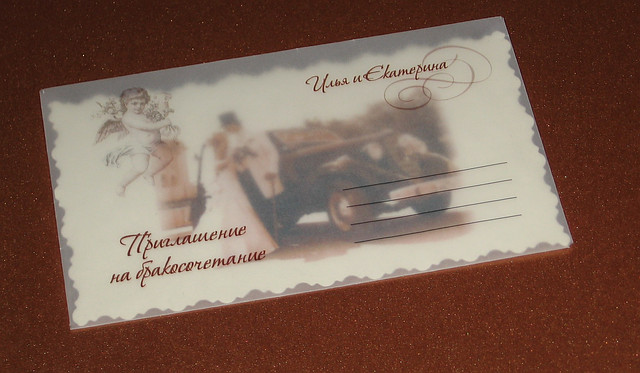 Илья и Екатерина
Приглашение
на бракосочетание